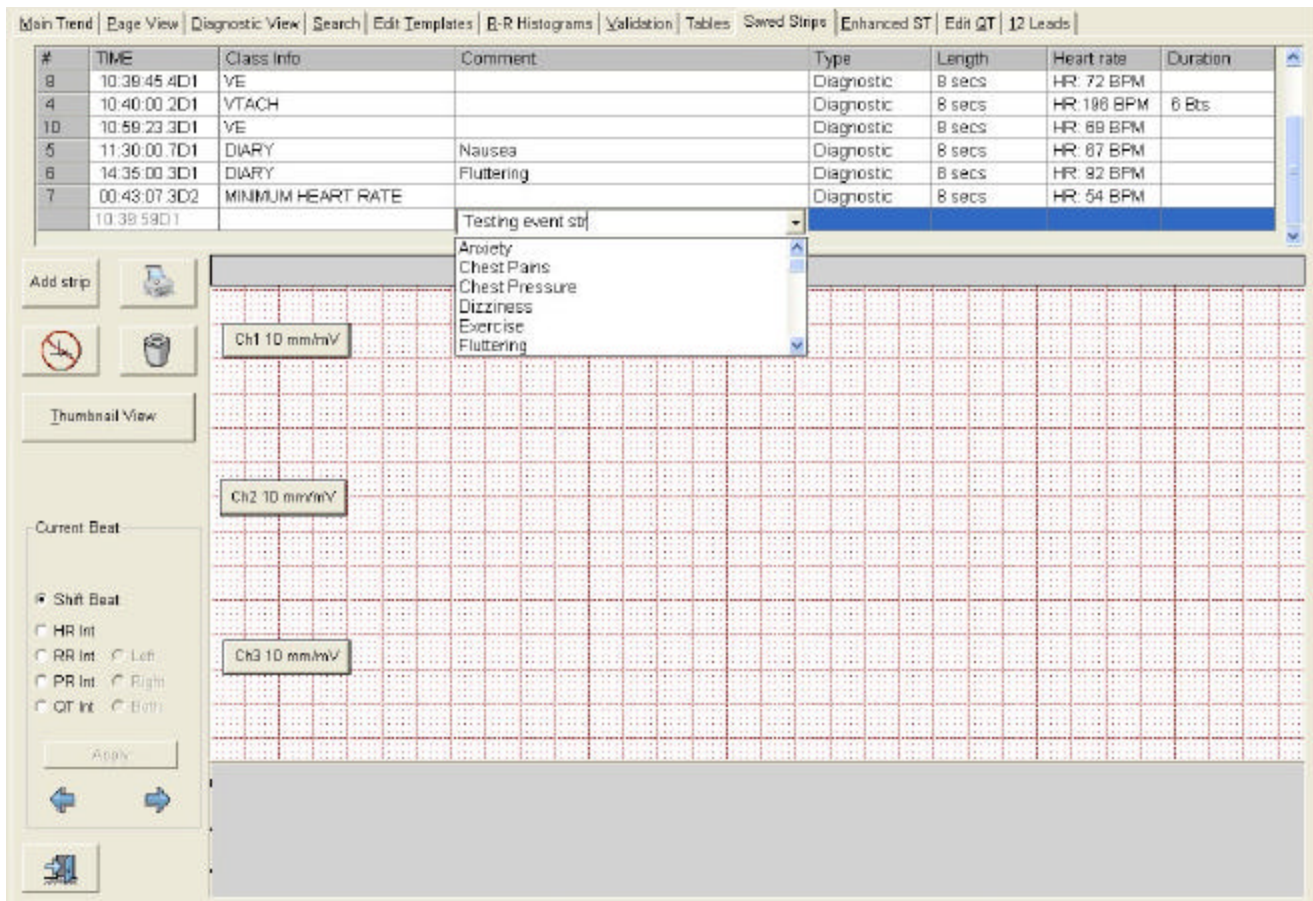 Main Trend Page View Diagnostic View Search Edit Templates R-R Histograms Validation Tables Saved Strips Enhanced ST Edit QT 12 Leads
# TIME Class Info Comment Type Length Heart rate Duration
10:39:45.4D1 VE Diagnostic 8 secs HR: 72 BPM
4 10:40:00.2D1 VTACH Diagnostic 8 secs HR:196 BPM 6 Bts
10 10:59:23.3D1 VE Diagnostic 8 secs HR: 69 BPM
5 11:30:00.7D1 DIARY Nausea Diagnostic 8 secs HR: 67 BPM
6 14:35:00.3D1 DIARY Fluttering Diagnostic 8 secs HR: 92 BPM
7 00:43:07.3D2 MINIMUM HEART RATE Diagnostic 8 secs HR: 54 BPM
10:39:59D1 Testing event str
Anxiety
Chest Pains
Chest Pressure
Dizziness
Exercise
Fluttering
Add strip
Ch1 10 mm/mV
Thumbnail View
Ch2 10 mm/mV
Current Beat
Shift Beat
HR Int
RR Int Left
PR Int Right
QT Int Both
Ch3 10 mm/mV
Apply